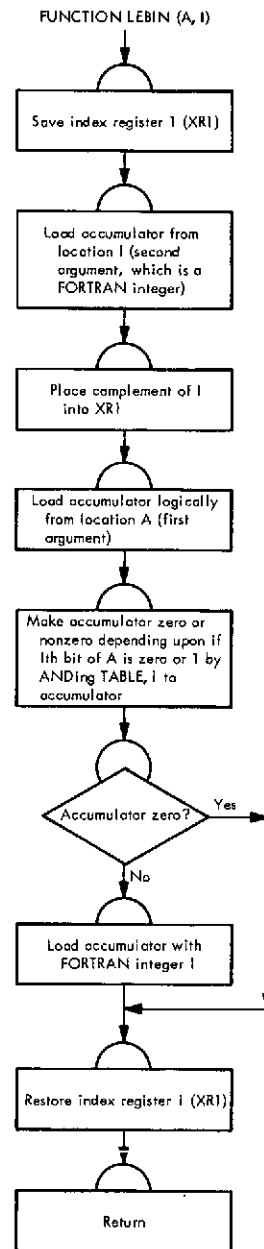 FUNCTION LEBIN (A, I)
Save index register 1 (XR1)
Load accumulator from
location I (second
argument, which is a
FORTRAN integer)
Place complement of I
into XR1
Load accumulator logically
from location A (first
argument)
Make accumulator zero or
nonzero depending upon if
Ith bit of A is zero or 1 by
ANDing TABLE, 1 to
accumulator
Accumulator zero?
Yes
No
Load accumulator with
FORTRAN integer 1
Restore index register 1 (XR1)
Return